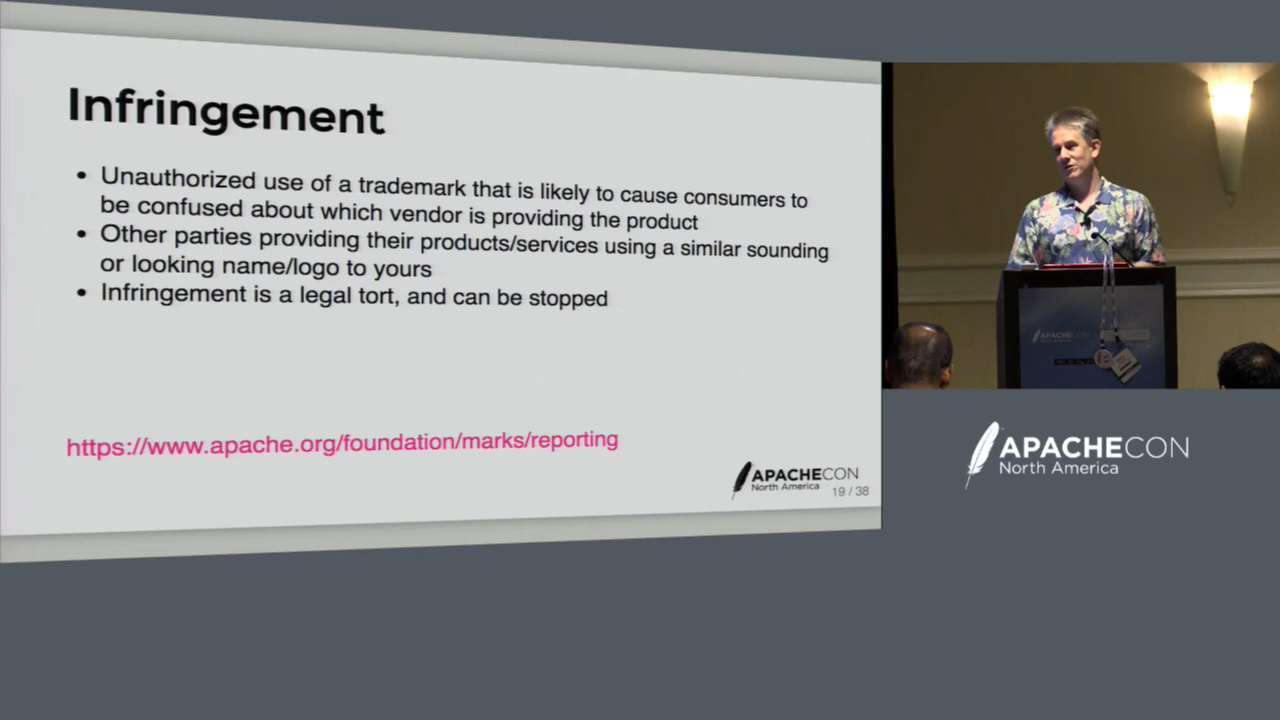 Infringement
• Unauthorized use of a trademark that is likely to cause consumers to
be confused about which vendor is providing the product
• Other parties providing their products/services using a similar sounding
or looking name/logo to yours
• Infringement is a legal tort, and can be stopped
https://www.apache.org/foundation/marks/reporting
APACHECON
North America
19 / 38
APACHECON
APACHECON
North America